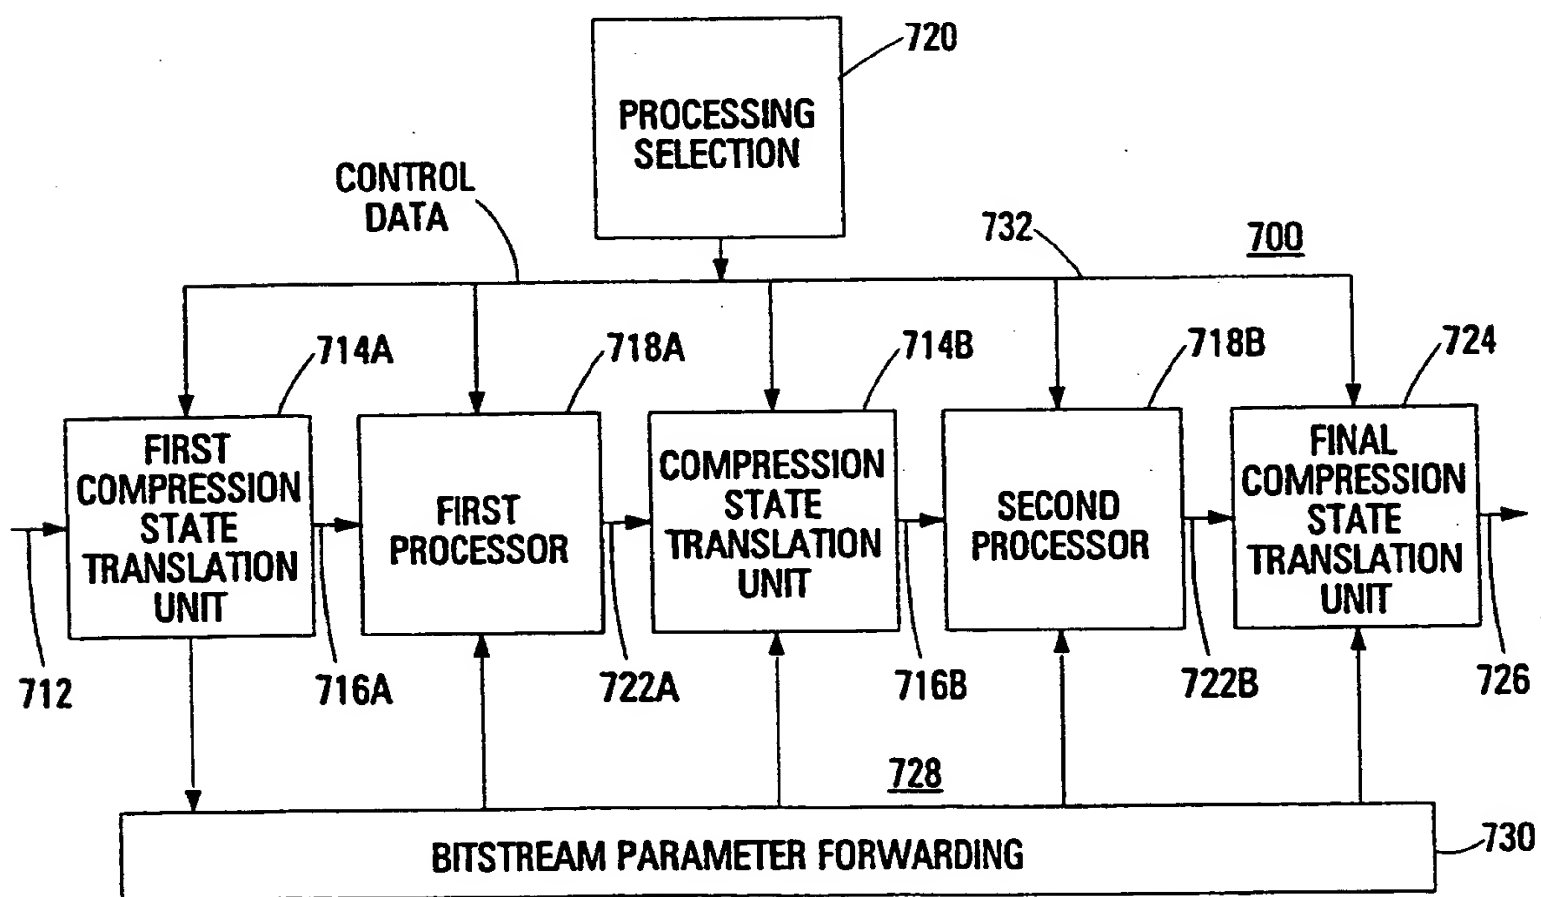 720
PROCESSING
SELECTION
CONTROL
DATA
732
700
714A
718A
714B
718B
724
FIRST
COMPRESSION
STATE
TRANSLATION
UNIT
FIRST
PROCESSOR
COMPRESSION
STATE
TRANSLATION
UNIT
SECOND
PROCESSOR
FINAL
COMPRESSION
STATE
TRANSLATION
UNIT
712
716A
722A
716B
722B
726
728
BITSTREAM PARAMETER FORWARDING
730